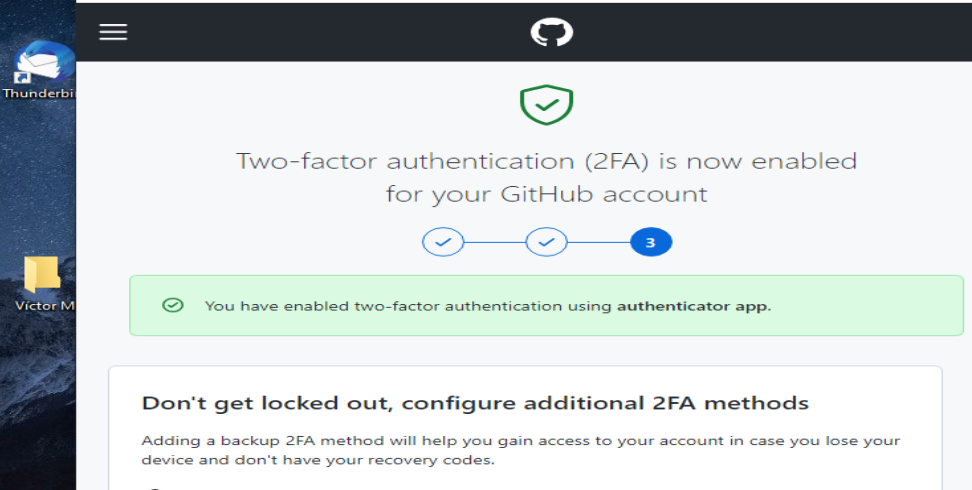 Two-factor authentication (2FA) is now enabled
for your GitHub account
3
You have enabled two-factor authentication using authenticator app.
Don't get locked out, configure additional 2FA methods
Adding a backup 2FA method will help you gain access to your account in case you lose your
device and don't have your recovery codes.
Thunderbi
Víctor M